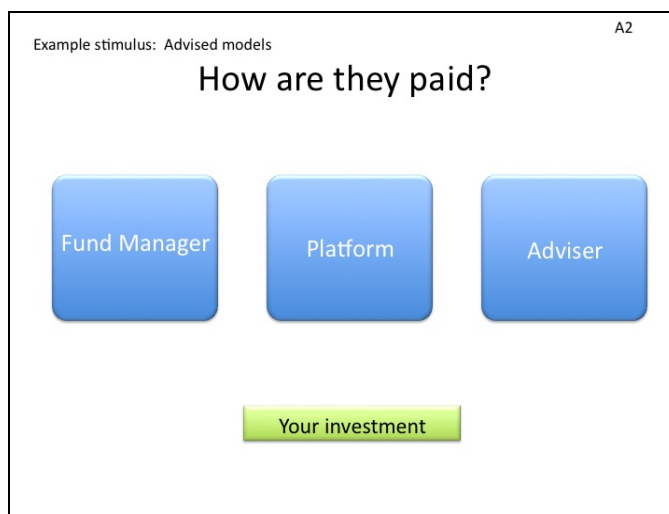 A2
Example stimulus:  Advised models
How are they paid?
Fund Manager
Platform
Adviser
Your investment